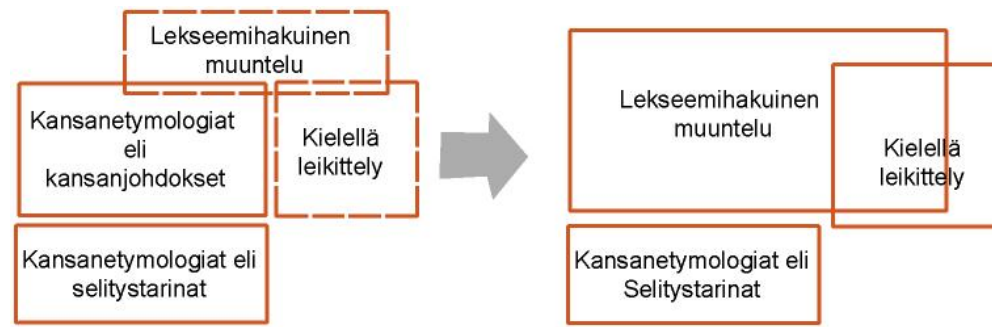 Lekseemihakuinen
muuntelu
Kansanetymologiat
eli
kansanjohdokset
Kielellä
leikittely
Kansanetymologiat eli
selitystarinat
Lekseemihakuinen
muuntelu
Kielellä
leikittely
Kansanetymologiat eli
Selitystarinat